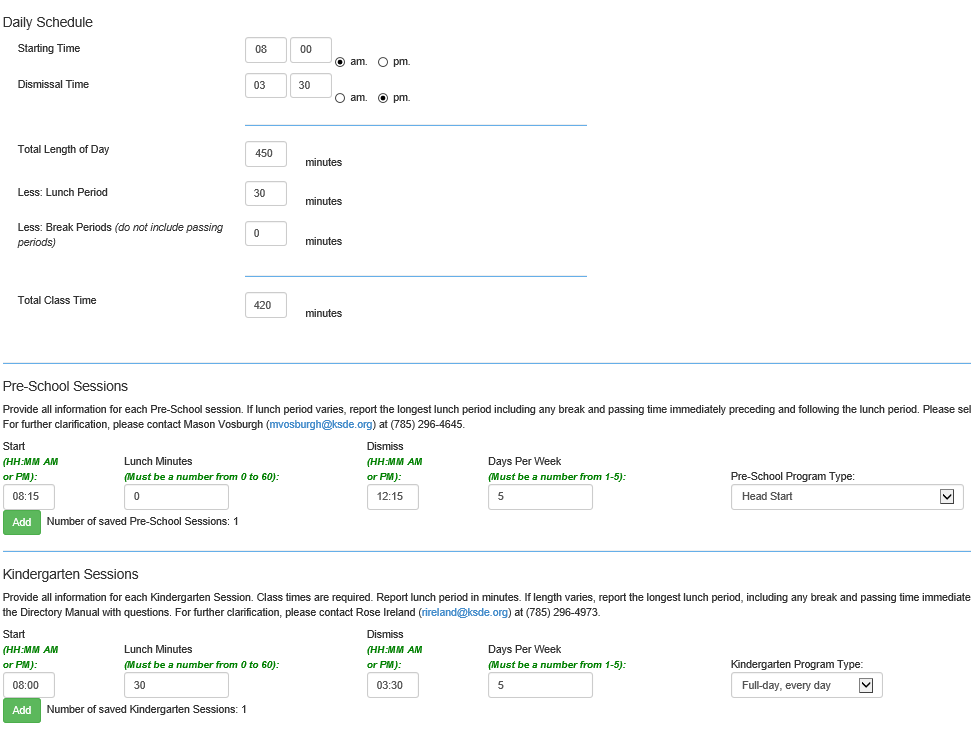 Daily Schedule
Starting Time 08 00 am. pm.
Dismissal Time 03 30 am. pm.
Total Length of Day 450 minutes
Less: Lunch Period 30 minutes
Less: Break Periods (do not include passing
periods) 0 minutes
Total Class Time 420 minutes
Pre-School Sessions
Provide all information for each Pre-School session. If lunch period varies, report the longest lunch period including any break and passing time immediately preceding and following the lunch period. Please sel
For further clarification, please contact Mason Vosburgh (mvosburgh@ksde.org) at (785) 296-4645.
Start Dismiss
(HH:MM AM Lunch Minutes (HH:MM AM Days Per Week
or PM): (Must be a number from 0 to 60): or PM): (Must be a number from 1-5): Pre-School Program Type:
08:15 0 12:15 5 Head Start
Add Number of saved Pre-School Sessions: 1
Kindergarten Sessions
Provide all information for each Kindergarten Session. Class times are required. Report lunch period in minutes. If length varies, report the longest lunch period, including any break and passing time immediate
the Directory Manual with questions. For further clarification, please contact Rose Ireland (rireland@ksde.org) at (785) 296-4973.
Start Dismiss
(HH:MM AM Lunch Minutes (HH:MM AM Days Per Week
or PM): (Must be a number from 0 to 60): or PM): (Must be a number from 1-5): Kindergarten Program Type:
08:00 30 03:30 5 Full-day, every day
Add Number of saved Kindergarten Sessions: 1